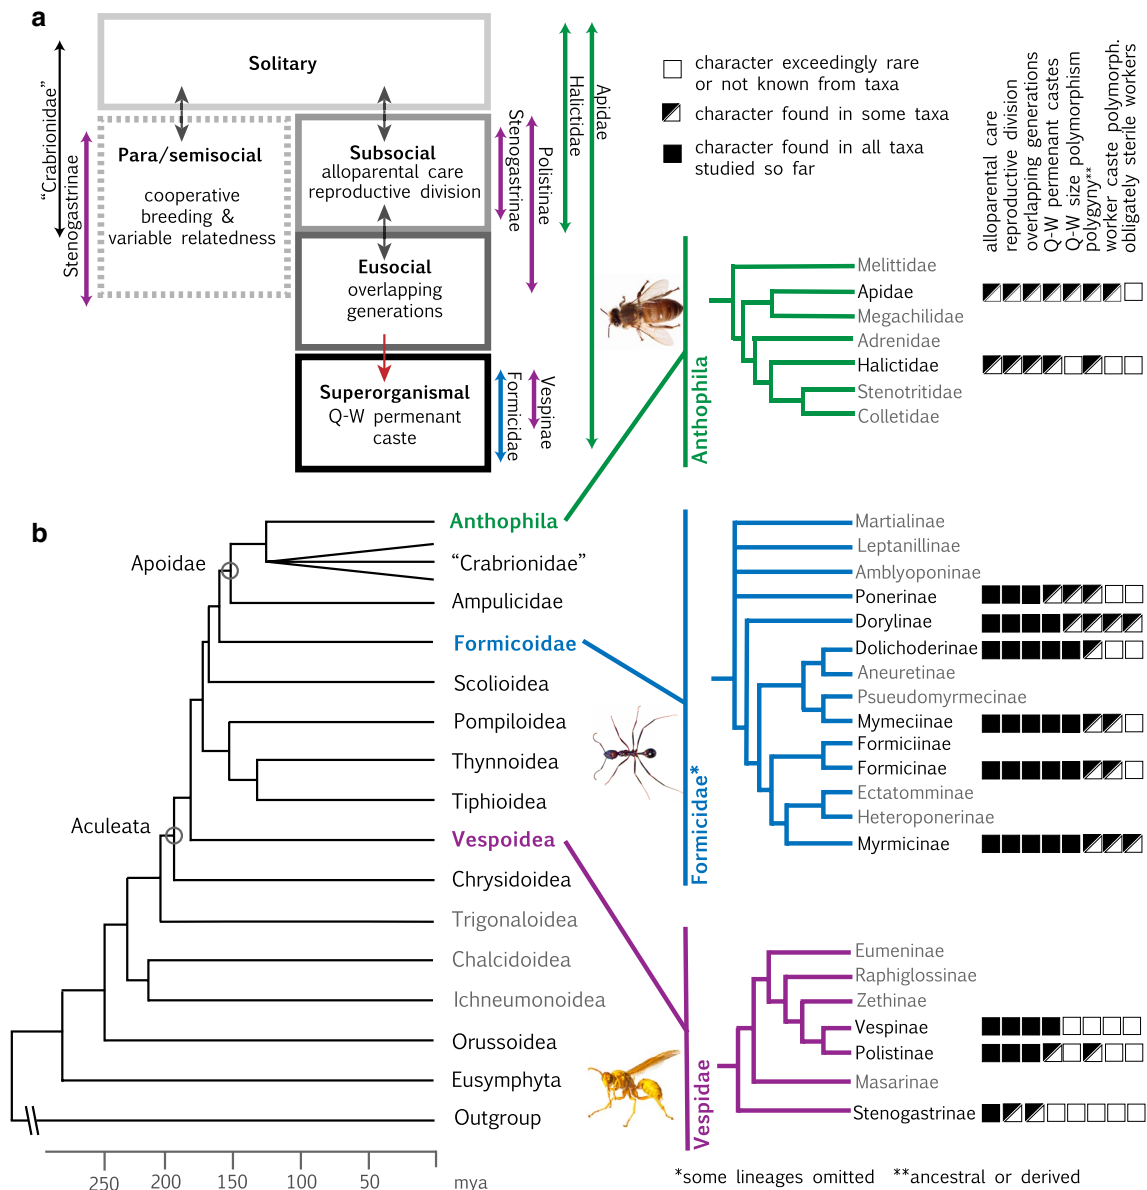 a
Solitary
Para/semisocial
cooperative
breeding &
variable relatedness
Subsocial
alloparental care
reproductive division
Eusocial
overlapping
generations
Superorganismal
Q-W permenant
caste
“Crabrionidae”
Stenogastrinae
Stenogastrinae
Polistinae
Halictidae
Apidae
Formicidae
Vespinae
character exceedingly rare
or not known from taxa
character found in some taxa
character found in all taxa
studied so far
alloparental care
reproductive division
overlapping generations
Q-W permenant castes
Q-W size polymorphism
polygyny**
worker caste polymorph.
obligately sterile workers
Anthophila
Melittidae
Apidae
Megachilidae
Adrenidae
Halictidae
Stenotritidae
Colletidae
b
Apoidae
Aculeata
Anthophila
“Crabrionidae”
Ampulicidae
Formicoidae
Scolioidea
Pompiloidea
Thynnoidea
Tiphioidea
Vespoidea
Chrysidoidea
Trigonaloidea
Chalcidoidea
Ichneumonoidea
Orussoidea
Eusymphyta
Outgroup
250
200
150
100
50
mya
Formicidae*
Martialinae
Leptanillinae
Amblyoponinae
Ponerinae
Dorylinae
Dolichoderinae
Aneuretinae
Psueudomyrmecinae
Mymeciinae
Formiciinae
Formicinae
Ectatomminae
Heteroponerinae
Myrmicinae
Vespidae
Eumeninae
Raphiglossinae
Zethinae
Vespinae
Polistinae
Masarinae
Stenogastrinae
*some lineages omitted **ancestral or derived